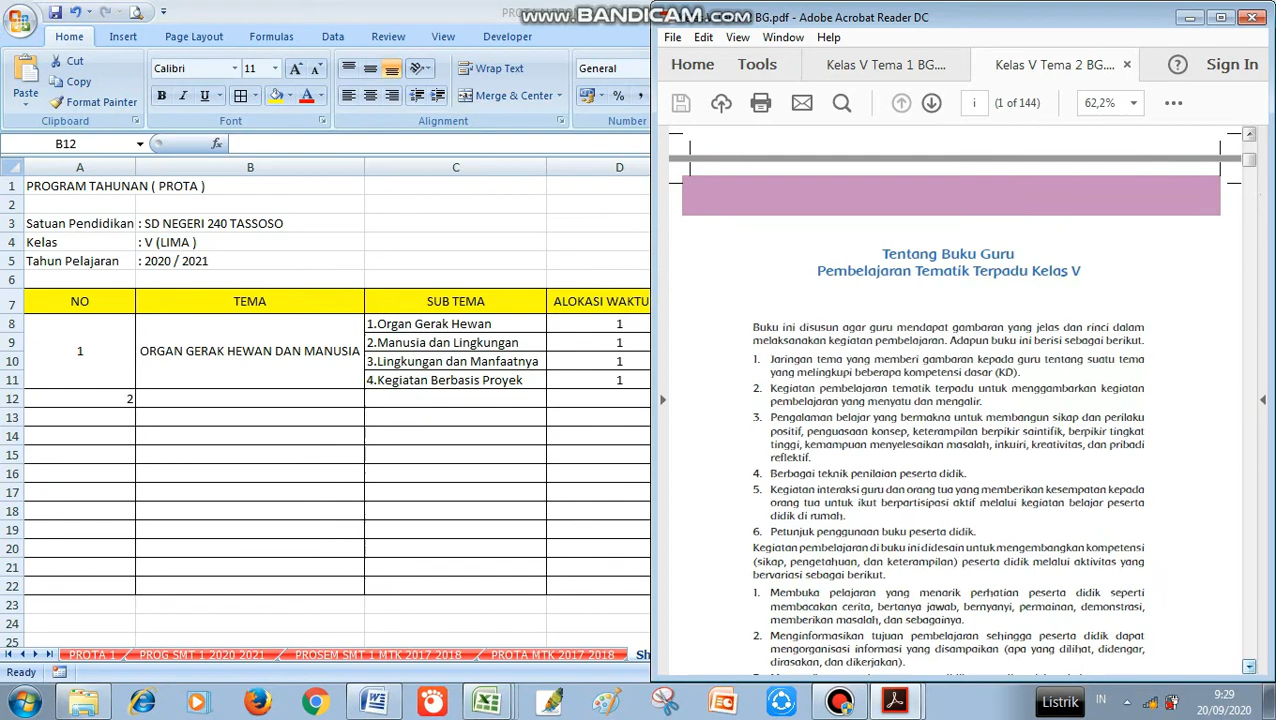 www.BANDICAM.com
PROTA
Home Insert Page Layout Formulas Data Review View Developer
Cut
Copy
Format Painter
Paste
Clipboard
Calibri 11
B I U
Font
Wrap Text
Merge & Center
Alignment
General
%
Number
B12
fx
A B C D
1 PROGRAM TAHUNAN ( PROTA )
2
3 Satuan Pendidikan : SD NEGERI 240 TASSOSO
4 Kelas : V (LIMA )
5 Tahun Pelajaran : 2020 / 2021
6
7 NO TEMA SUB TEMA ALOKASI WAKTU
8 1.Organ Gerak Hewan 1
9 1 ORGAN GERAK HEWAN DAN MANUSIA 2.Manusia dan Lingkungan 1
10 3.Lingkungan dan Manfaatnya 1
11 4.Kegiatan Berbasis Proyek 1
12 2
13
14
15
16
17
18
19
20
21
22
23
24
25
PROTA 1 PROG SMT 1 2020 2021 PROSEM SMT 1 MTK 2017 2018 PROTA MTK 2017 2018 Sh
Ready
BG.pdf - Adobe Acrobat Reader DC
File Edit View Window Help
Home Tools Kelas V Tema 1 BG.... Kelas V Tema 2 BG.... × ? Sign In
i (1 of 144) 62,2%
Tentang Buku Guru
Pembelajaran Tematik Terpadu Kelas V
Buku ini disusun agar guru mendapat gambaran yang jelas dan rinci dalam
melaksanakan kegiatan pembelajaran. Adapun buku ini berisi sebagai berikut.
1. Jaringan tema yang memberi gambaran kepada guru tentang suatu tema
yang melingkupi beberapa kompetensi dasar (KD).
2. Kegiatan pembelajaran tematik terpadu untuk menggambarkan kegiatan
pembelajaran yang menyatu dan mengalir.
3. Pengalaman belajar yang bermakna untuk membangun sikap dan perilaku
positif, penguasaan konsep, keterampilan berpikir saintifik, berpikir tingkat
tinggi, kemampuan menyelesaikan masalah, inkuiri, kreativitas, dan pribadi
reflektif.
4. Berbagai teknik penilaian peserta didik.
5. Kegiatan interaksi guru dan orang tua yang memberikan kesempatan kepada
orang tua untuk ikut berpartisipasi aktif melalui kegiatan belajar peserta
didik di rumah.
6. Petunjuk penggunaan buku peserta didik.
Kegiatan pembelajaran di buku ini didesain untuk mengembangkan kompetensi
(sikap, pengetahuan, dan keterampilan) peserta didik melalui aktivitas yang
bervariasi sebagai berikut.
1. Membuka pelajaran yang menarik perhatian peserta didik seperti
membacakan cerita, bertanya jawab, bernyanyi, permainan, demonstrasi,
memberikan masalah, dan sebagainya.
2. Menginformasikan tujuan pembelajaran sehingga peserta didik dapat
mengorganisasi informasi yang disampaikan (apa yang dilihat, didengar,
dirasakan, dan dikerjakan).
Listrik IN 9:29
20/09/2020